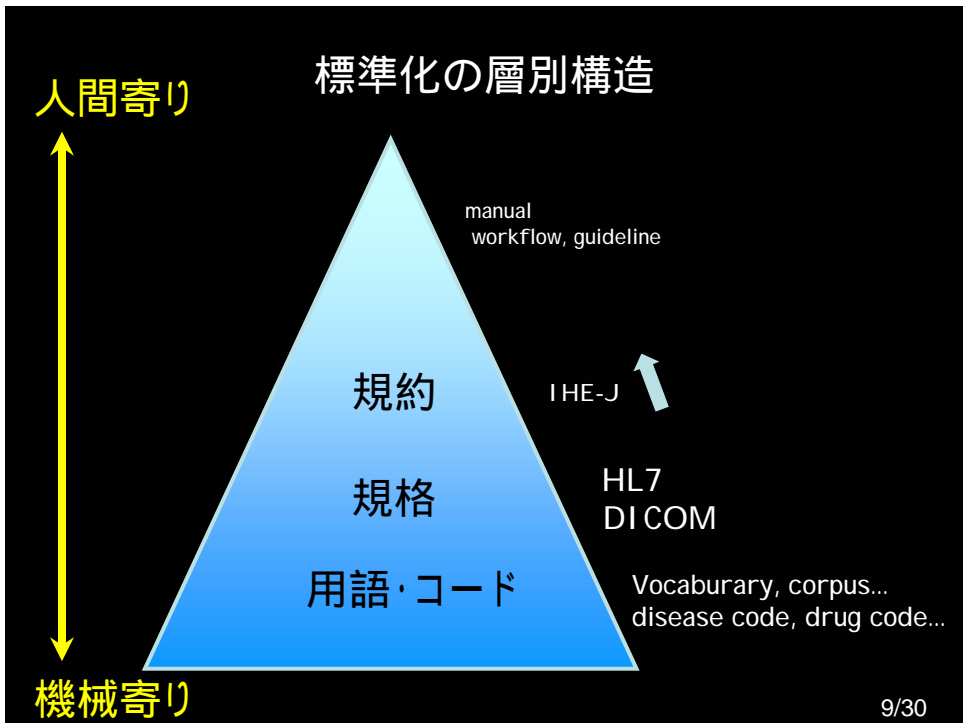 標準化の層別構造
人間寄り
manual
workflow, guideline
規約
IHE-J
規格
HL7
DICOM
用語・コード
Vocaburary, corpus…
disease code, drug code…
機械寄り
9/30